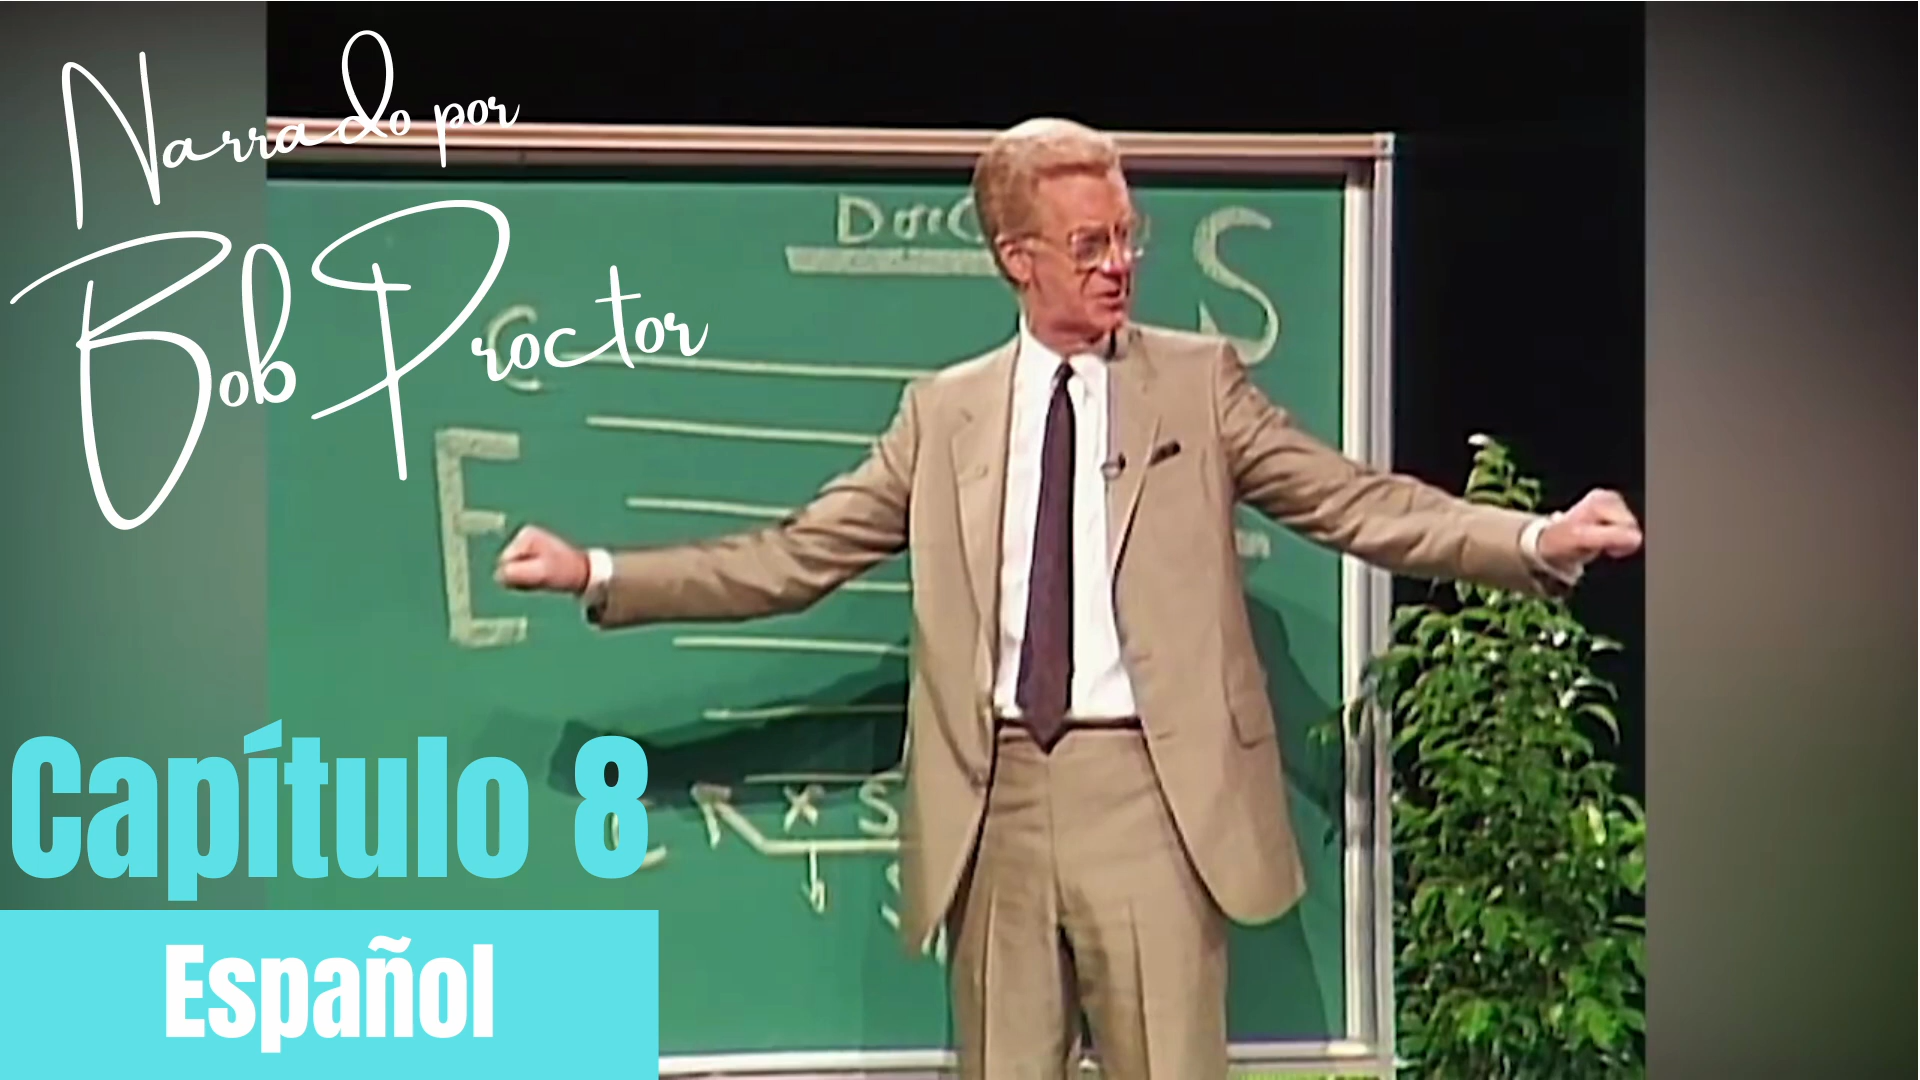 Narrado por
Bob Proctor
S
C
E
X S
Capítulo 8
Español